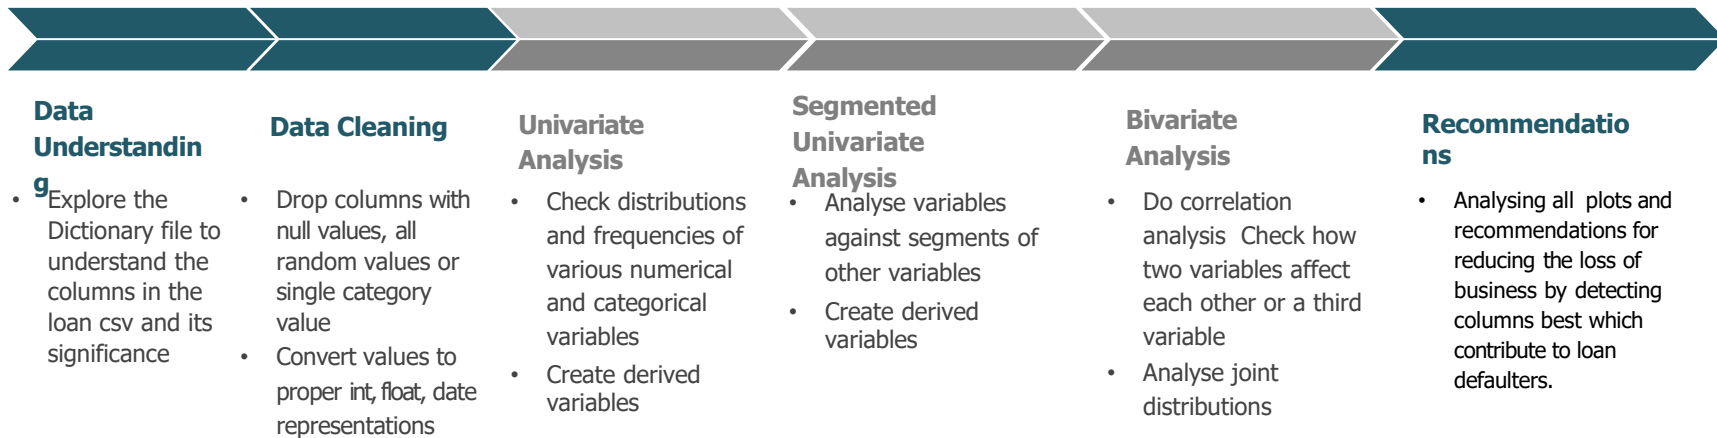 Data
Understandin
g
• Explore the
Dictionary file to
understand the
columns in the
loan csv and its
significance
Data Cleaning
• Drop columns with
null values, all
random values or
single category
value
• Convert values to
proper int, float, date
representations
Univariate
Analysis
• Check distributions
and frequencies of
various numerical
and categorical
variables
• Create derived
variables
Segmented
Univariate
Analysis
• Analyse variables
against segments of
other variables
• Create derived
variables
Bivariate
Analysis
• Do correlation
analysis Check how
two variables affect
each other or a third
variable
• Analyse joint
distributions
Recommendatio
ns
• Analysing all plots and
recommendations for
reducing the loss of
business by detecting
columns best which
contribute to loan
defaulters.